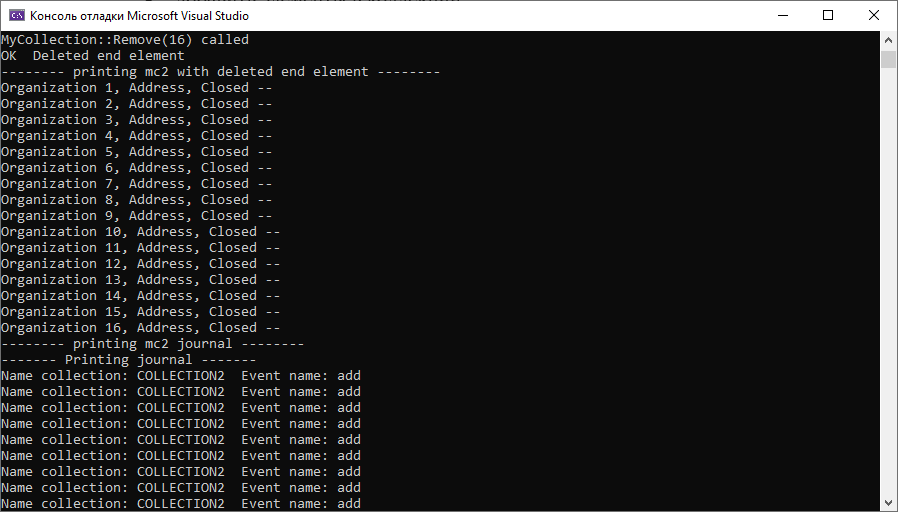 Консоль отладки Microsoft Visual Studio
MyCollection::Remove(16) called
OK  Deleted end element
-------- printing mc2 with deleted end element --------
Organization 1, Address, Closed --
Organization 2, Address, Closed --
Organization 3, Address, Closed --
Organization 4, Address, Closed --
Organization 5, Address, Closed --
Organization 6, Address, Closed --
Organization 7, Address, Closed --
Organization 8, Address, Closed --
Organization 9, Address, Closed --
Organization 10, Address, Closed --
Organization 11, Address, Closed --
Organization 12, Address, Closed --
Organization 13, Address, Closed --
Organization 14, Address, Closed --
Organization 15, Address, Closed --
Organization 16, Address, Closed --
-------- printing mc2 journal --------
------- Printing journal -------
Name collection: COLLECTION2  Event name: add
Name collection: COLLECTION2  Event name: add
Name collection: COLLECTION2  Event name: add
Name collection: COLLECTION2  Event name: add
Name collection: COLLECTION2  Event name: add
Name collection: COLLECTION2  Event name: add
Name collection: COLLECTION2  Event name: add
Name collection: COLLECTION2  Event name: add
Name collection: COLLECTION2  Event name: add